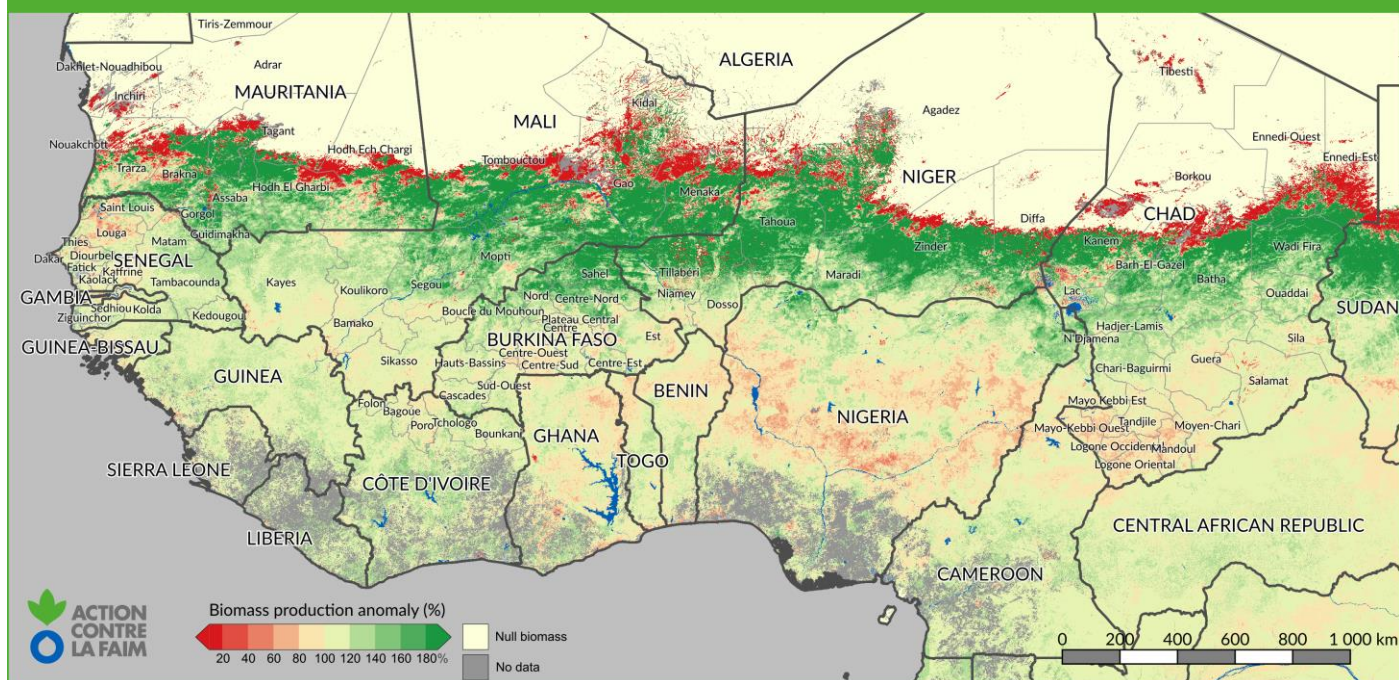 Tiris-Zemmour
ALGERIA
Dakhlet-Nouadhibou
Adrar
Tibesti
Inchiri
MAURITANIA
Kidal
Agadez
MALI
Tagant
Nouakchott
Hodh Ech Chargi
Ennedi-Ouest
Tombouctou
Ennedi-Est
Trarza
Brakna
Gao
NIGER
Borkou
Hodh El Gharbi
Menaka
Assaba
Saint Louis
Gorgol
Tahoua
Diffa
CHAD
Louga
Guidimakha
Zinder
Kanem
Wadi Fira
Thies
Matam
Mopti
Barh-El-Gazel
Dakar
Diourbel
SENEGAL
Sahel
Tillabéri
Maradi
Batha
Fatick
Kaffrine
Kayes
Segou
Lac
Ouaddai
Kaolack
Tambacounda
Koulikoro
Nord
Centre-Nord
Niamey
Dosso
GAMBIA
SUDAN
Sedhiou
Kolda
Boucle du Mouhoun
Plateau Central
Ziguinchor
Kedougou
Bamako
Centre
Hadjer-Lamis
BURKINA FASO
Est
N'Djamena
Sila
GUINEA-BISSAU
Centre-Ouest
Guera
Sikasso
Hauts-Bassins
Centre-Sud
Centre-Est
Chari-Baguirmi
GUINEA
Sud-Ouest
BENIN
Salamat
Cascades
Mayo Kebbi Est
Folon
Bagoue
NIGERIA
Tandjile
Poro
Tchologo
Mayo-Kebbi Ouest
Moyen-Chari
Bounkani
GHANA
Logone Occidental
Mandoul
TOGO
Logone Oriental
SIERRA LEONE
CÔTE D'IVOIRE
CENTRAL AFRICAN REPUBLIC
LIBERIA
CAMEROON
ACTION
CONTRE
LA FAIM
Biomass production anomaly (%)
20 40 60 80 100 120 140 160 180%
Null biomass
No data
0 200 400 600 800 1 000 km